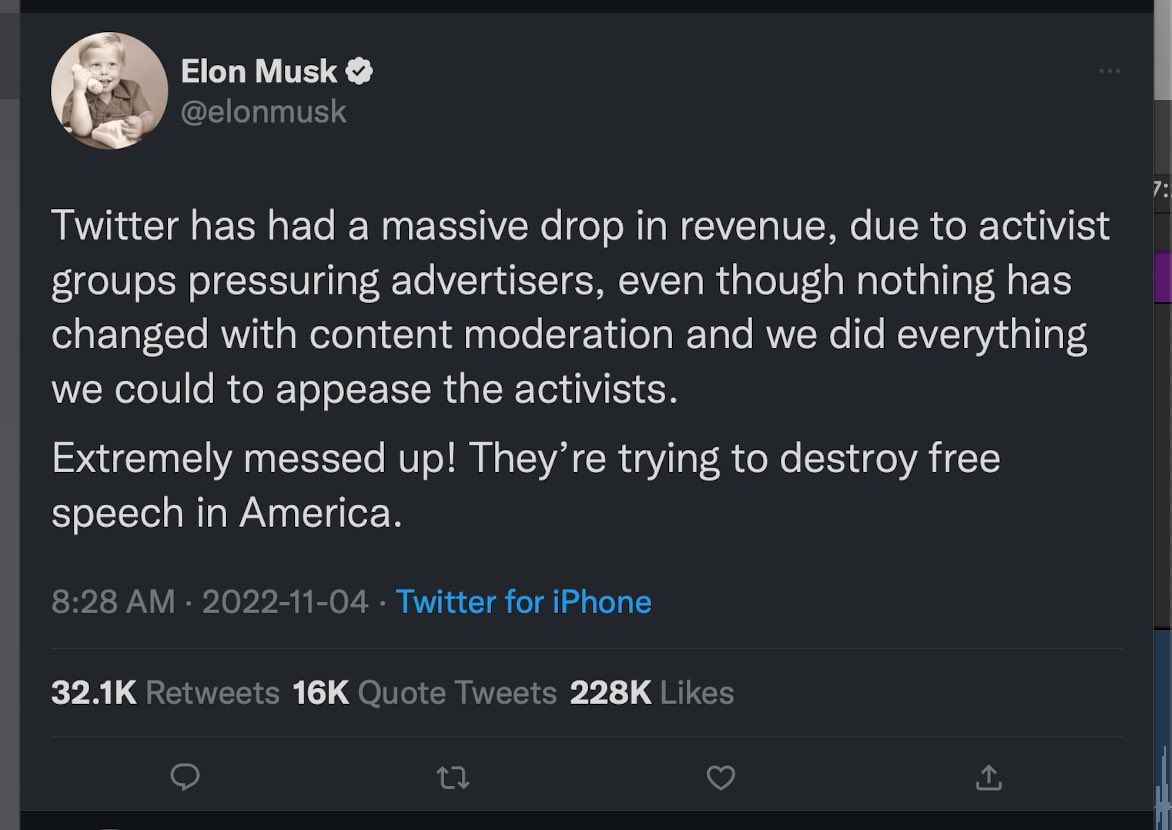 Elon Musk
@elonmusk
Twitter has had a massive drop in revenue, due to activist
groups pressuring advertisers, even though nothing has
changed with content moderation and we did everything
we could to appease the activists.
Extremely messed up! They’re trying to destroy free
speech in America.
8:28 AM · 2022-11-04 · Twitter for iPhone
32.1K Retweets 16K Quote Tweets 228K Likes